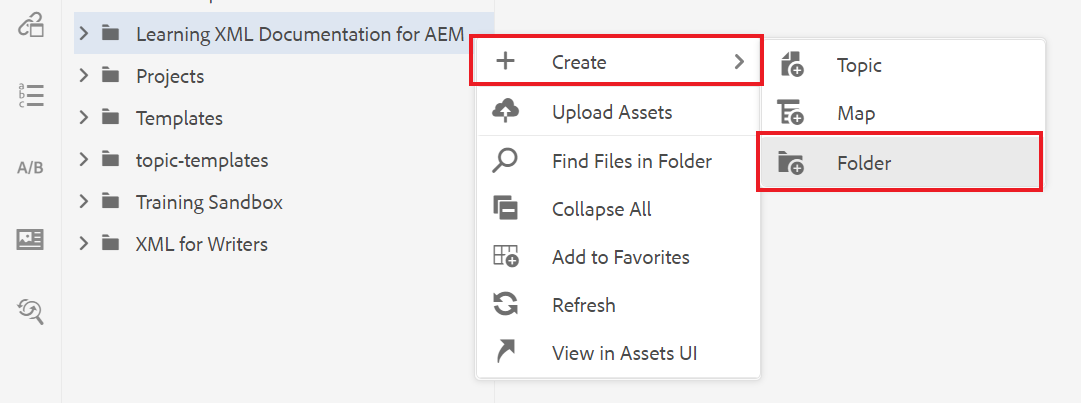 Learning XML Documentation for AEM
Projects
Templates
topic-templates
Training Sandbox
XML for Writers
a
b
c
A/B
Create
Upload Assets
Find Files in Folder
Collapse All
Add to Favorites
Refresh
View in Assets UI
Topic
Map
Folder